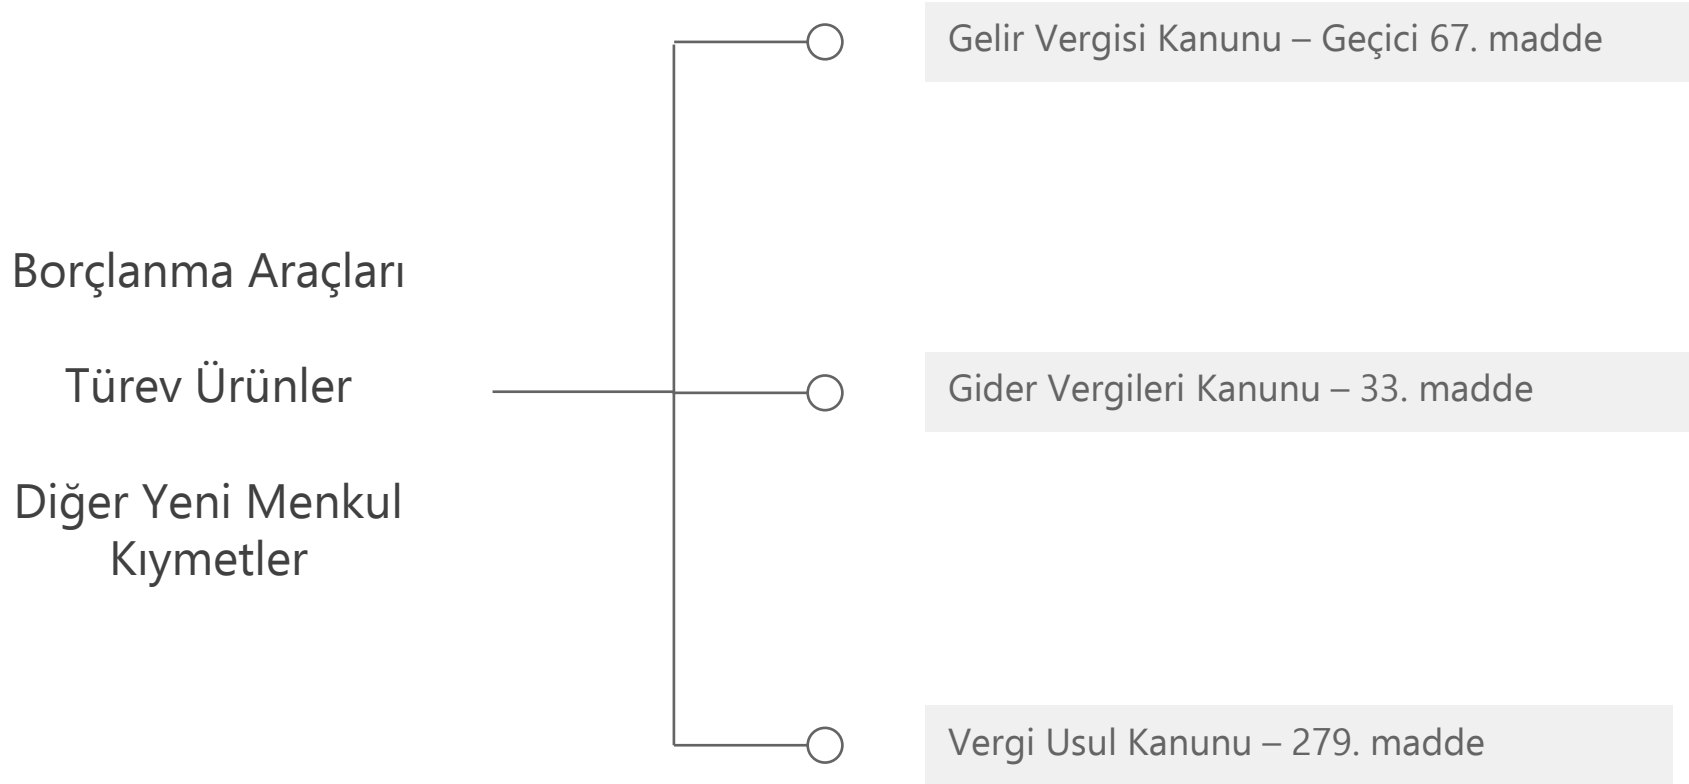 Borçlanma Araçları
Türev Ürünler
Diğer Yeni Menkul
Kıymetler
Gelir Vergisi Kanunu – Geçici 67. madde
Gider Vergileri Kanunu – 33. madde
Vergi Usul Kanunu – 279. madde